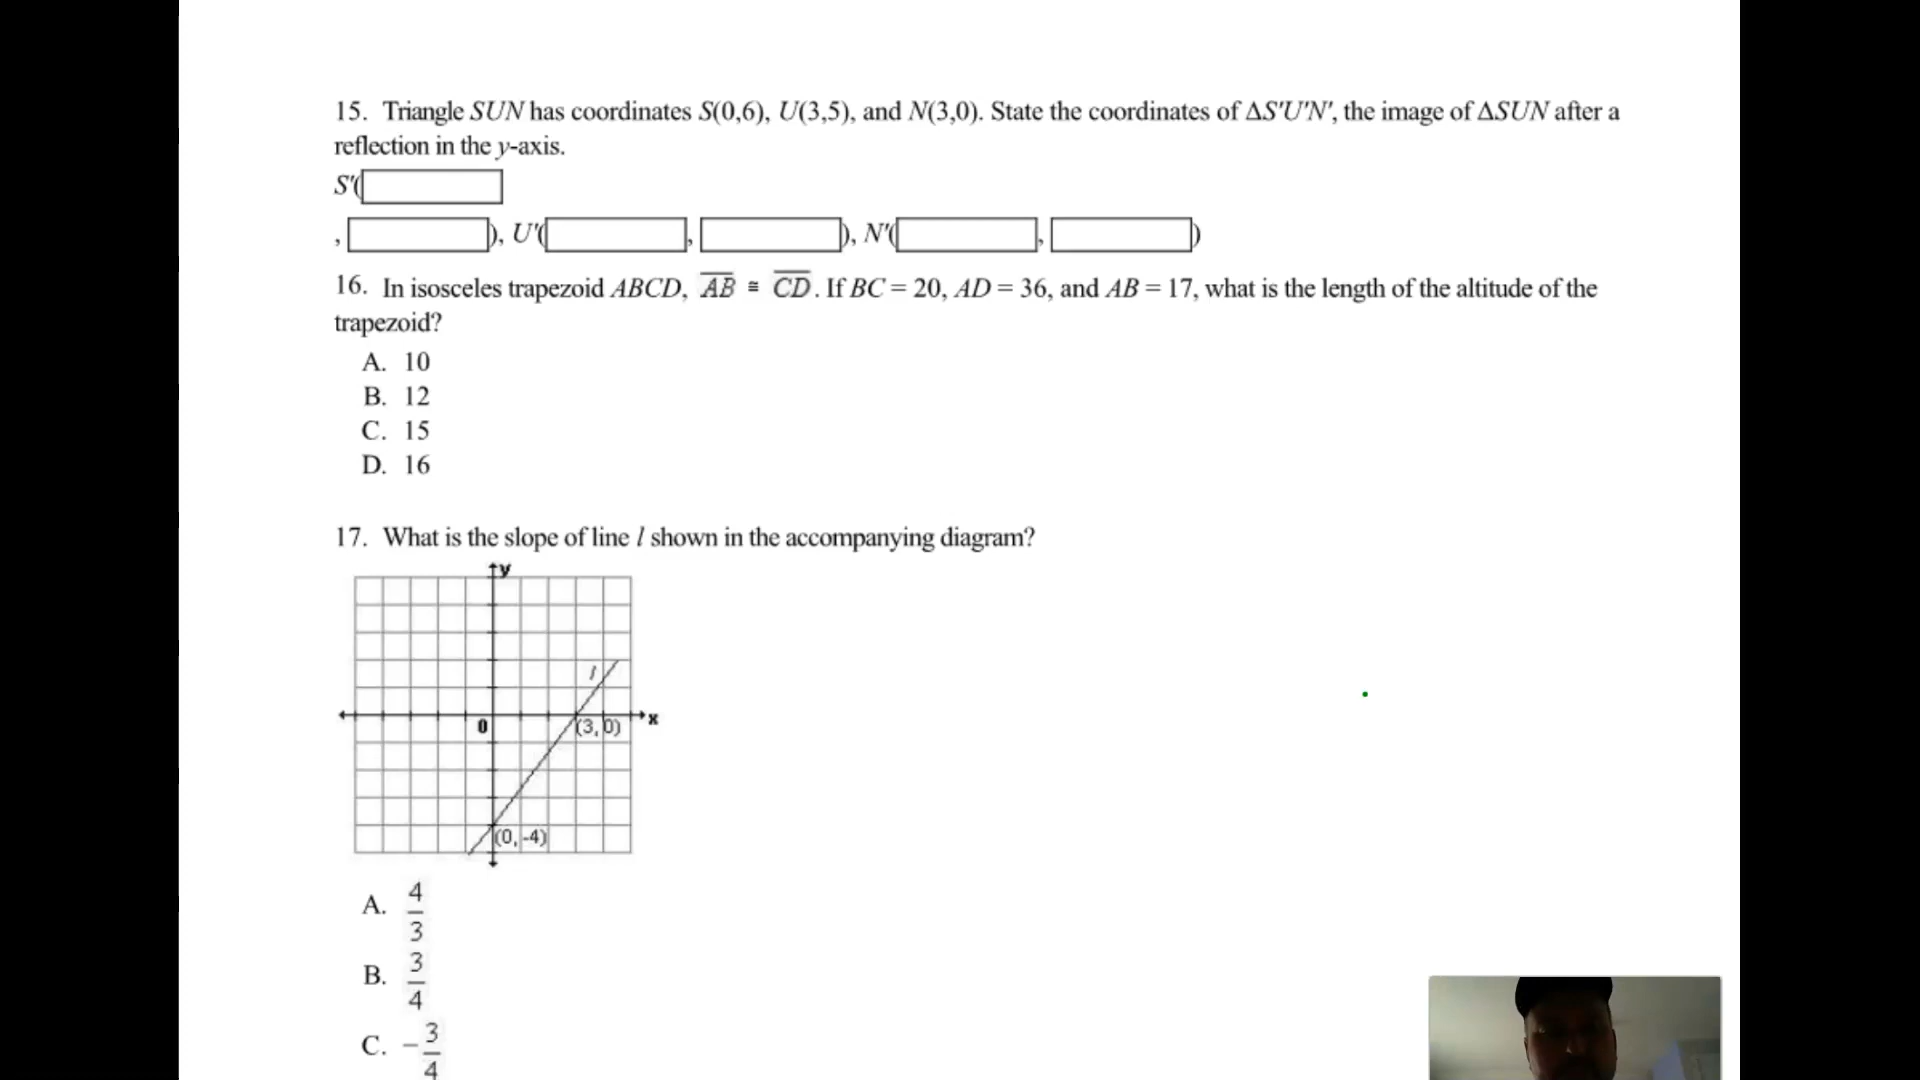 15. Triangle SUN has coordinates S(0,6), U(3,5), and N(3,0). State the coordinates of ΔS'U'N', the image of ΔSUN after a
reflection in the y-axis.
S'(
, ), U'( , ), N'( , )
16. In isosceles trapezoid ABCD, A̅B̅ ≅ C̅D̅. If BC = 20, AD = 36, and AB = 17, what is the length of the altitude of the
trapezoid?
A. 10
B. 12
C. 15
D. 16
17. What is the slope of line l shown in the accompanying diagram?
y
l
0
x
(3, 0)
(0, -4)
A. 4/3
B. 3/4
C. -3/4